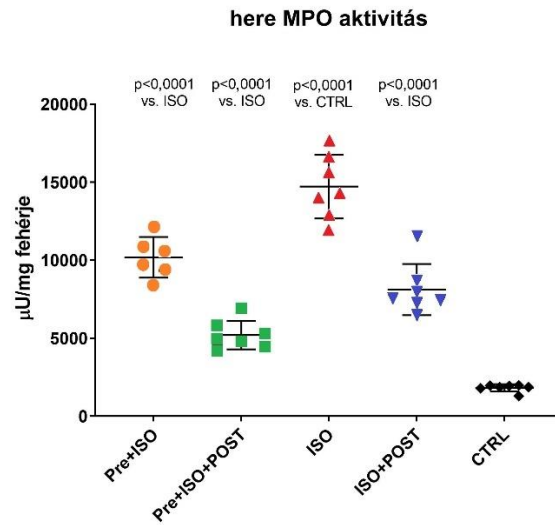 here MPO aktivitás
p<0,0001 p<0,0001 p<0,0001 p<0,0001
vs. ISO vs. ISO vs. CTRL vs. ISO
20000
15000
10000
5000
0
µU/mg fehérje
Pre+ISO
Pre+ISO+POST
ISO
ISO+POST
CTRL